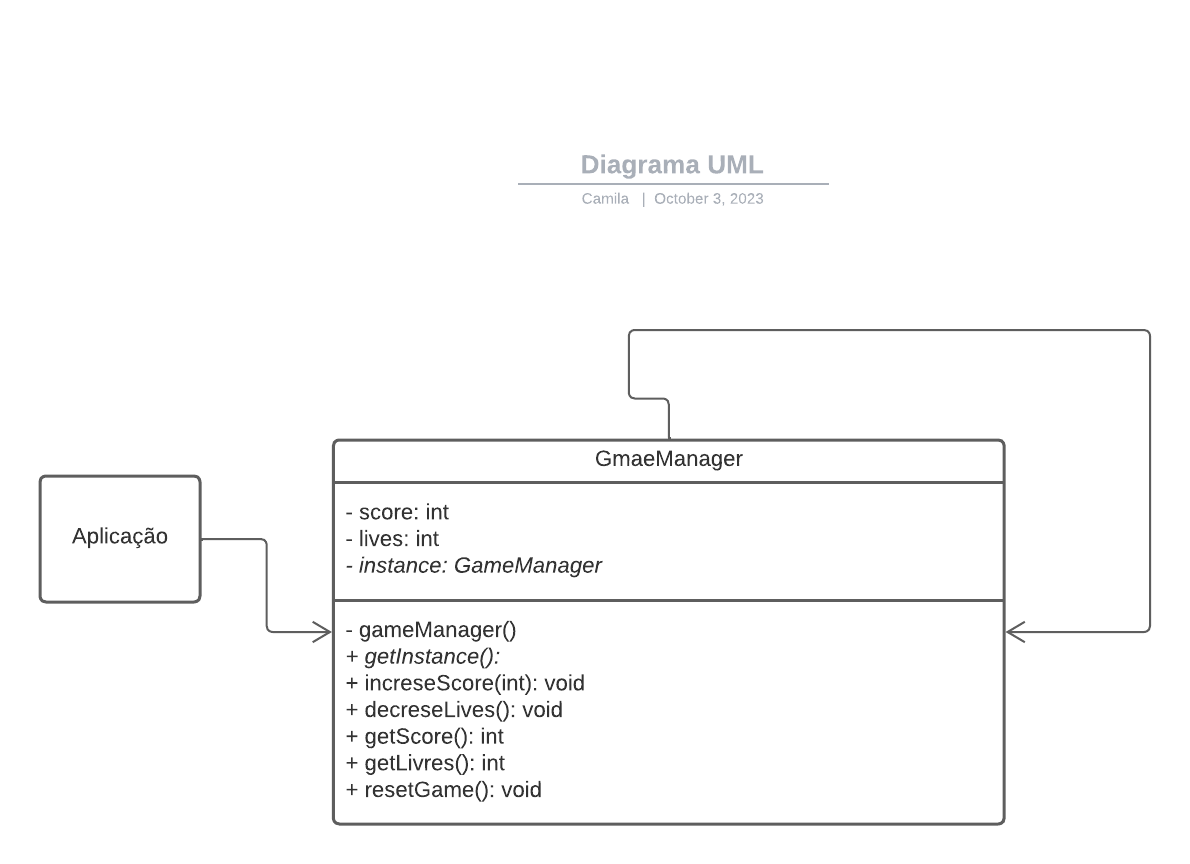 Diagrama UML
Camila | October 3, 2023
GmaeManager
- score: int
- lives: int
- instance: GameManager
Aplicação
- gameManager()
+ getInstance():
+ increseScore(int): void
+ decreseLives(): void
+ getScore(): int
+ getLivres(): int
+ resetGame(): void